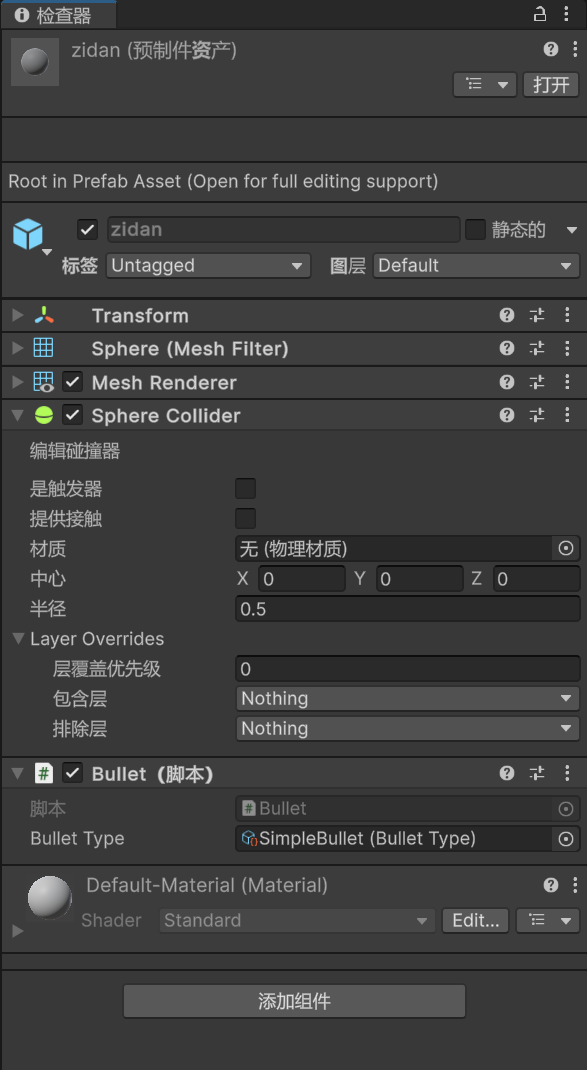 检查器
zidan (预制件资产)
打开
Root in Prefab Asset (Open for full editing support)
zidan 静态的
标签 Untagged 图层 Default
Transform
Sphere (Mesh Filter)
Mesh Renderer
Sphere Collider
编辑碰撞器
是触发器
提供接触
材质 无 (物理材质)
中心 X 0 Y 0 Z 0
半径 0.5
Layer Overrides
层覆盖优先级 0
包含层 Nothing
排除层 Nothing
# Bullet (脚本)
脚本 # Bullet
Bullet Type SimpleBullet (Bullet Type)
Default-Material (Material)
Shader Standard Edit...
添加组件